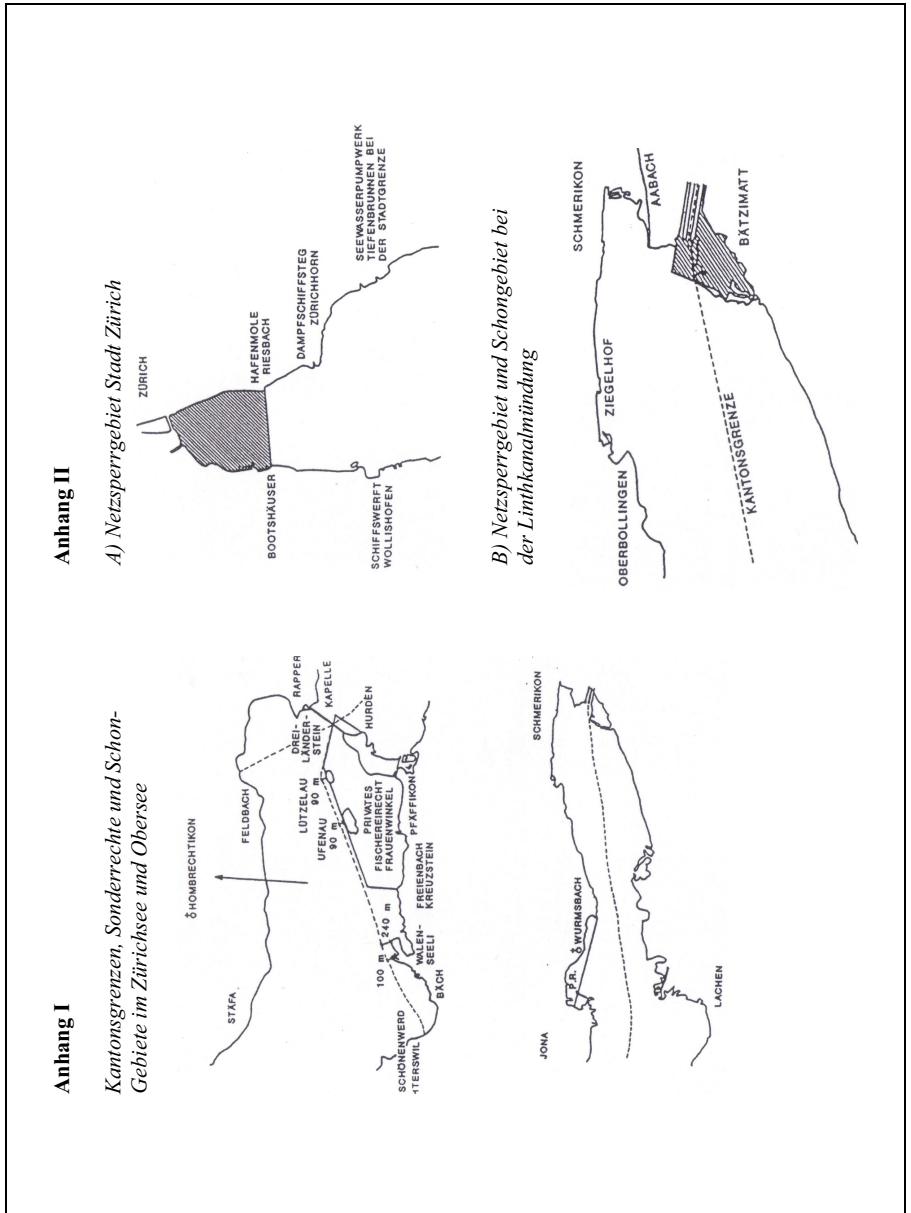 Anhang I
Kantonsgrenzen, Sonderrechte und Schon-
Gebiete im Zürichsee und Obersee
HOMBRECHTIKON
STÄFA
FELDBACH
RAPPER
KAPELLE
DREI-
LÄNDER-
STEIN
HURDEN
LÜTZELAU
90 m
UFENAU
90 m
PRIVATES
FISCHEREIRECHT
FRAUENWINKEL
PFÄFFIKON
FREIENBACH
KREUZSTEIN
240 m
100 m
WALEN-
SEELI
BÄCH
SCHÖNENWERD
ITERSWIL
SCHMERIKON
WURMSBACH
P.R.
JONA
LACHEN
Anhang II
A) Netzsperrgebiet Stadt Zürich
ZÜRICH
HAFENMOLE
RIESBACH
BOOTSHÄUSER
DAMPFSCHIFFSTEG
ZÜRICHHORN
SEEWASSERPUMPWERK
TIEFENBRUNNEN BEI
DER STADTGRENZE
SCHIFFSWERFT
WOLLISHOFEN
B) Netzsperrgebiet und Schongebiet bei
der Linthkanalmündung
SCHMERIKON
AABACH
ZIEGELHOF
OBERBOLLINGEN
BÄTZIMATT
KANTONSGRENZE